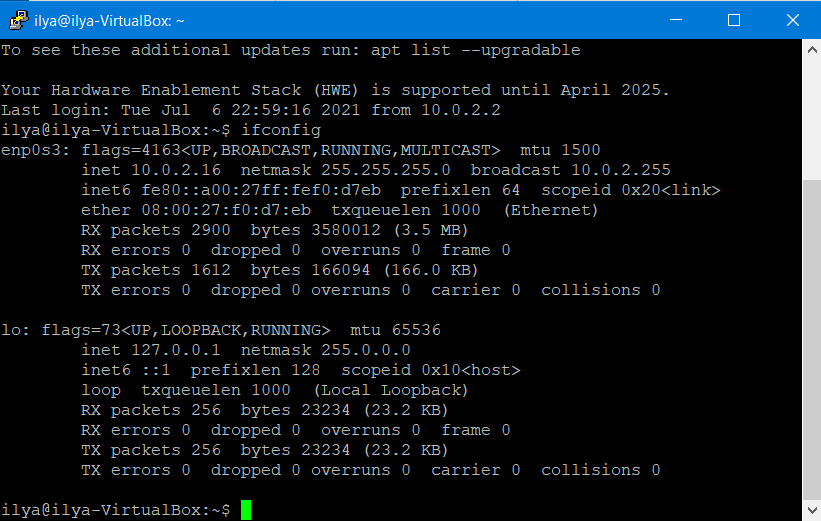 ilya@ilya-VirtualBox: ~
To see these additional updates run: apt list --upgradable
Your Hardware Enablement Stack (HWE) is supported until April 2025.
Last login: Tue Jul  6 22:59:16 2021 from 10.0.2.2
ilya@ilya-VirtualBox:~$ ifconfig
enp0s3: flags=4163<UP,BROADCAST,RUNNING,MULTICAST>  mtu 1500
        inet 10.0.2.16  netmask 255.255.255.0  broadcast 10.0.2.255
        inet6 fe80::a00:27ff:fef0:d7eb  prefixlen 64  scopeid 0x20<link>
        ether 08:00:27:f0:d7:eb  txqueuelen 1000  (Ethernet)
        RX packets 2900  bytes 3580012 (3.5 MB)
        RX errors 0  dropped 0  overruns 0  frame 0
        TX packets 1612  bytes 166094 (166.0 KB)
        TX errors 0  dropped 0 overruns 0  carrier 0  collisions 0
lo: flags=73<UP,LOOPBACK,RUNNING>  mtu 65536
        inet 127.0.0.1  netmask 255.0.0.0
        inet6 ::1  prefixlen 128  scopeid 0x10<host>
        loop  txqueuelen 1000  (Local Loopback)
        RX packets 256  bytes 23234 (23.2 KB)
        RX errors 0  dropped 0  overruns 0  frame 0
        TX packets 256  bytes 23234 (23.2 KB)
        TX errors 0  dropped 0 overruns 0  carrier 0  collisions 0
ilya@ilya-VirtualBox:~$